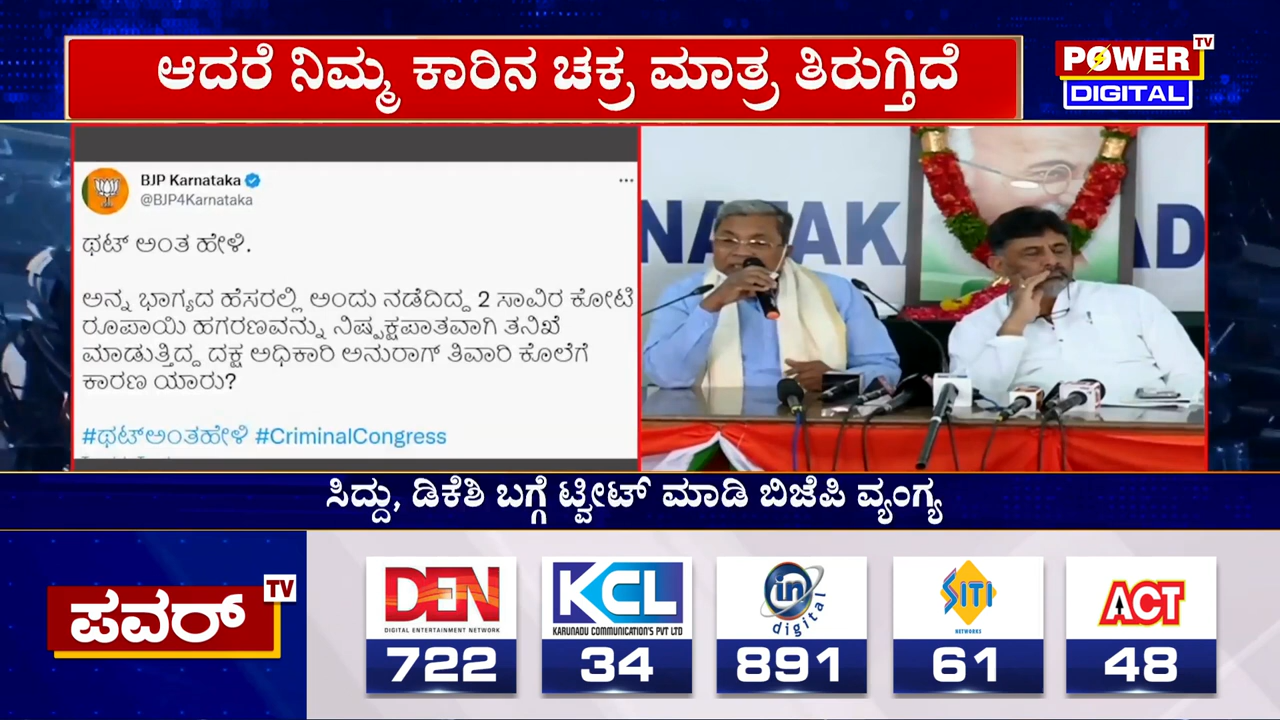 ಆದರೆ ನಿಮ್ಮ ಕಾರಿನ ಚಕ್ರ ಮಾತ್ರ ತಿರುಗ್ತಿದೆ
POWER TV
DIGITAL
BJP Karnataka
@BJP4Karnataka
ಥಟ್ ಅಂತ ಹೇಳಿ.
ಅನ್ನ ಭಾಗ್ಯದ ಹೆಸರಲ್ಲಿ ಅಂದು ನಡೆದಿದ್ದ 2 ಸಾವಿರ ಕೋಟಿ
ರೂಪಾಯಿ ಹಗರಣವನ್ನು ನಿಷ್ಪಕ್ಷಪಾತವಾಗಿ ತನಿಖೆ
ಮಾಡುತ್ತಿದ್ದ ದಕ್ಷ ಅಧಿಕಾರಿ ಅನುರಾಗ್ ತಿವಾರಿ ಕೊಲೆಗೆ
ಕಾರಣ ಯಾರು?
#ಥಟ್ಅಂತಹೇಳಿ #CriminalCongress
NATAKA AD
ಸಿದ್ದು, ಡಿಕೆಶಿ ಬಗ್ಗೆ ಟ್ವೀಟ್ ಮಾಡಿ ಬಿಜೆಪಿ ವ್ಯಂಗ್ಯ
ಪವರ್ TV
DEN
DIGITAL ENTERTAINMENT NETWORK
722
KCL
KARUNADU COMMUNICATION'S PVT LTD
34
in
digital
891
SITI
NETWORKS
61
ACT
48